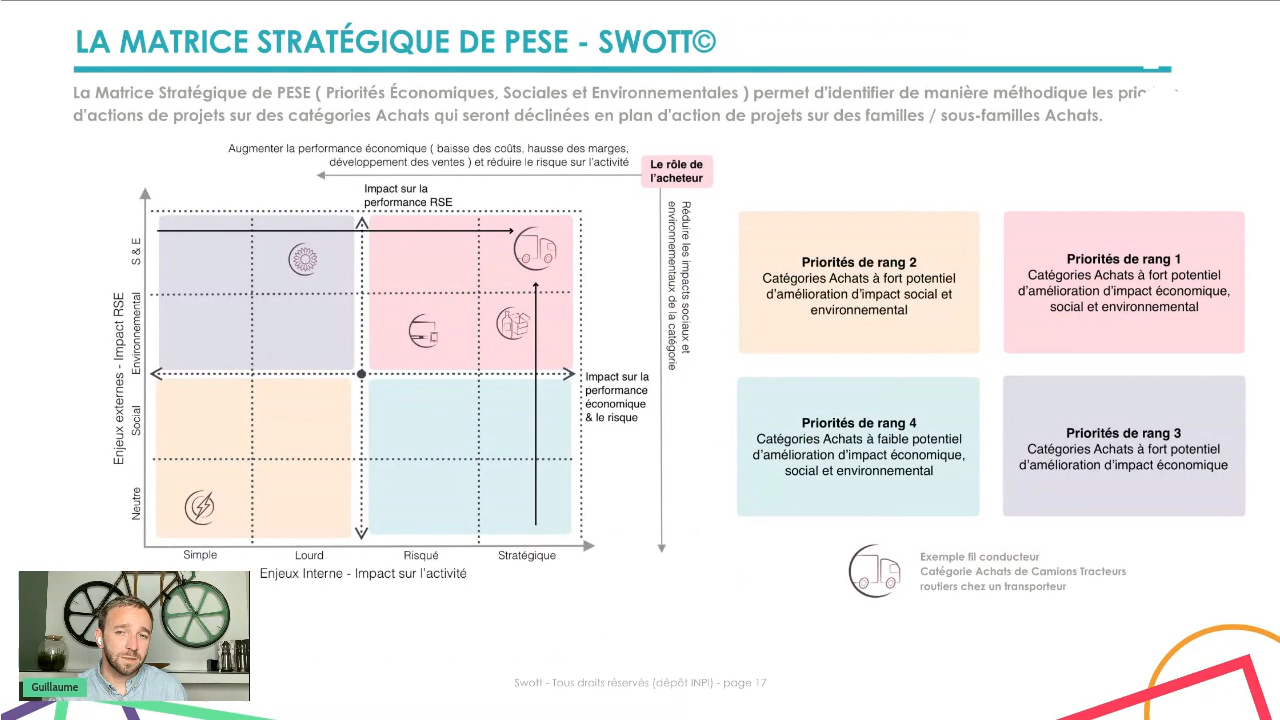 LA MATRICE STRATÉGIQUE DE PESE - SWOTT©
La Matrice Stratégique de PESE ( Priorités Économiques, Sociales et Environnementales ) permet d'identifier de manière méthodique les
d'actions de projets sur des catégories Achats qui seront déclinées en plan d'action de projets sur des familles / sous-familles Achats.
Augmenter la performance économique ( baisse des coûts, hausse des marges,
développement des ventes ) et réduire le risque sur l'activité
Le rôle de
l'acheteur
Impact sur la
performance RSE
Réduire les impacts sociaux et
environnementaux de la catégorie
Enjeux externes - Impact RSE
S & E
Environnemental
Social
Neutre
Impact sur la
performance
économique
& le risque
Simple
Lourd
Risqué
Stratégique
Enjeux Interne - Impact sur l'activité
Priorités de rang 2
Catégories Achats à fort potentiel
d'amélioration d'impact social et
environnemental
Priorités de rang 1
Catégories Achats à fort potentiel
d'amélioration d'impact économique,
social et environnemental
Priorités de rang 4
Catégories Achats à faible potentiel
d'amélioration d'impact économique,
social et environnemental
Priorités de rang 3
Catégories Achats à fort potentiel
d'amélioration d'impact économique
Exemple fil conducteur
Catégorie Achats de Camions Tracteurs
routiers chez un transporteur
Guillaume
Swott - Tous droits réservés (dépôt INPI) - page 17